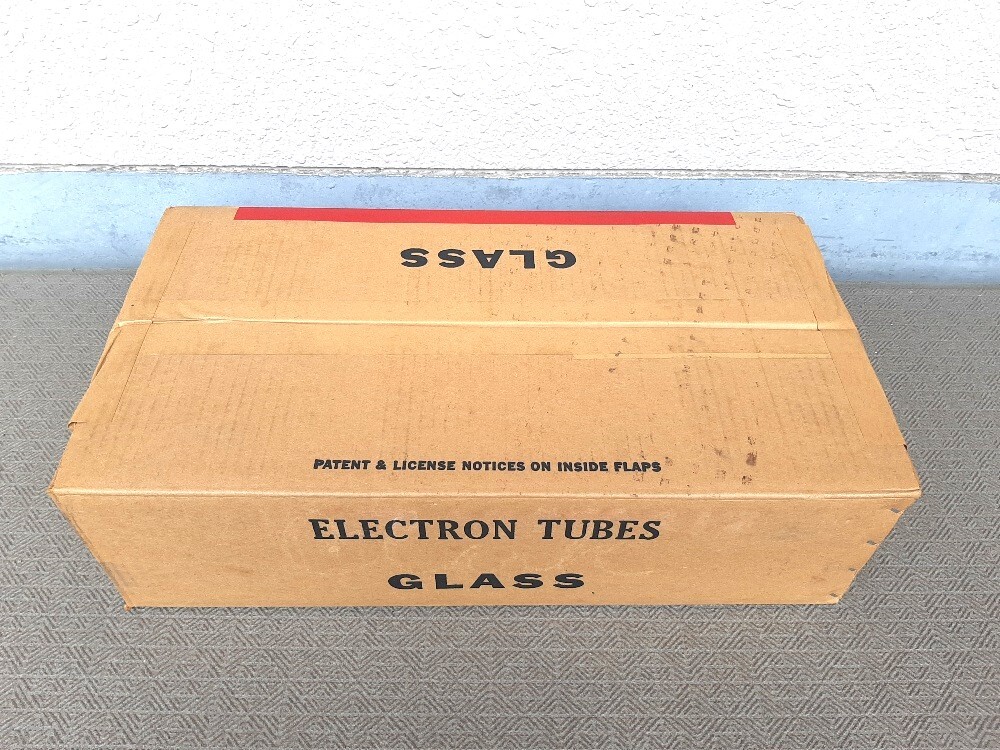 GLASS
PATENT & LICENSE NOTICES ON INSIDE FLAPS
ELECTRON TUBES
GLASS